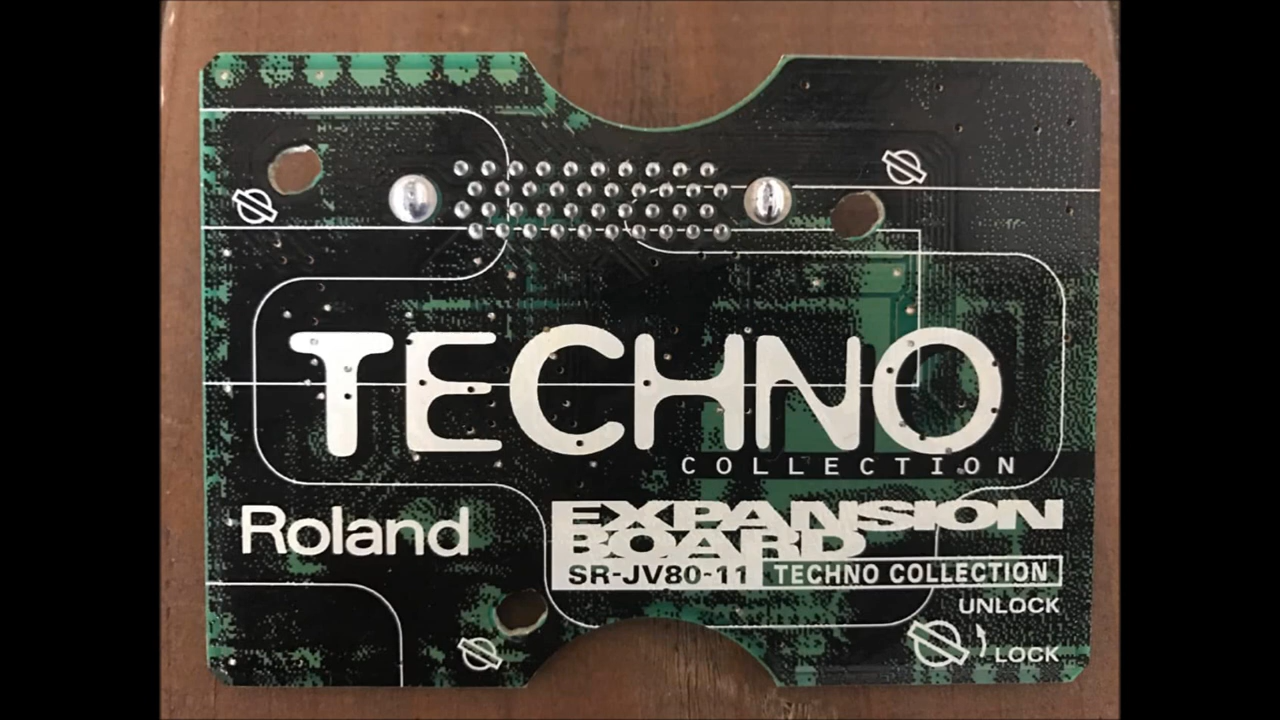 TECHNO
COLLECTION
Roland
EXPANSION
BOARD
SR-JV80-11 TECHNO COLLECTION
UNLOCK
LOCK